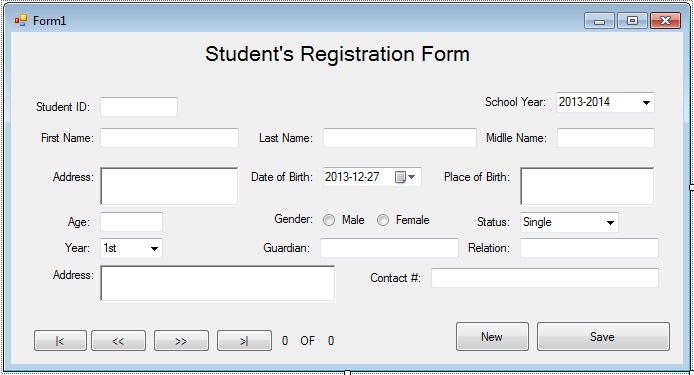 Form1
Student's Registration Form
Student ID:
School Year: 2013-2014
First Name: Last Name: Midlle Name:
Address: Date of Birth: 2013-12-27 Place of Birth:
Age: Gender: Male Female Status: Single
Year: 1st Guardian: Relation:
Address: Contact #:
|< << >> >| 0 OF 0 New Save